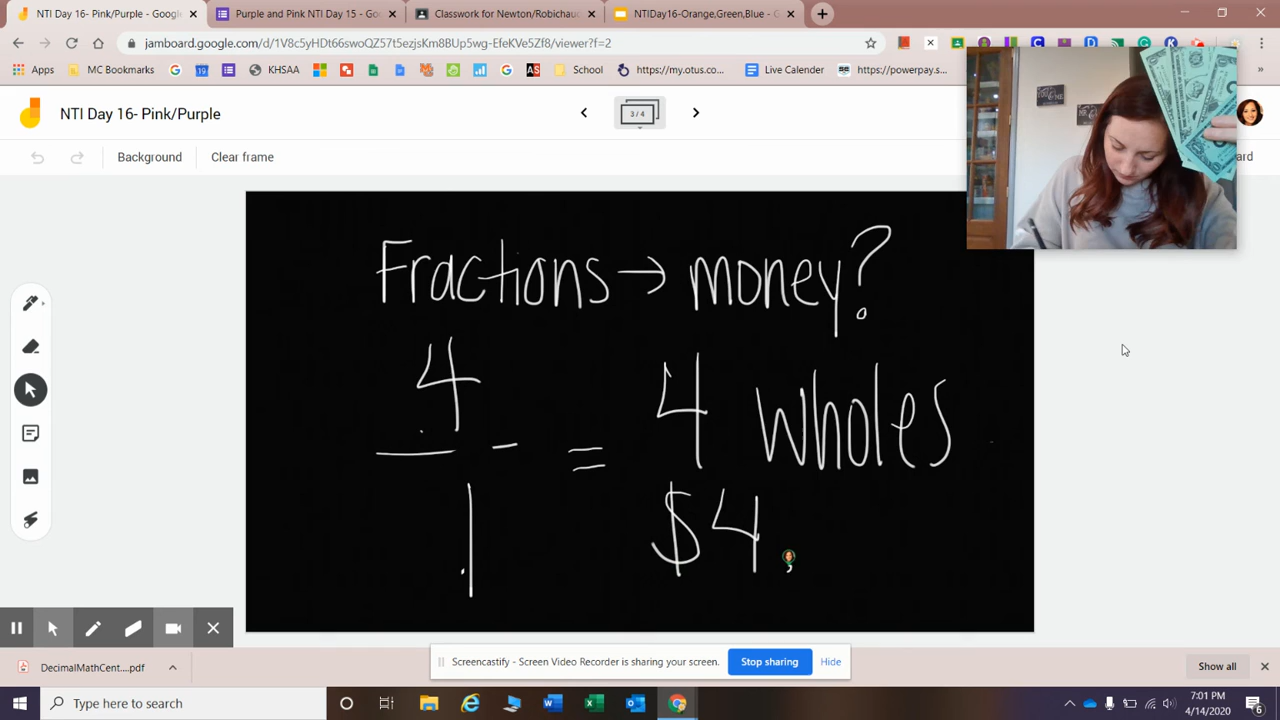 NTI Day 16- Pink/Purple - Google
Purple and Pink NTI Day 15 - Goo
Classwork for Newton/Robichau
NTIDay16-Orange,Green,Blue - G
jamboard.google.com/d/
/viewer?f=2
Apps
MC Bookmarks
KHSAA
School
https://my.otus.co...
Live Calender
https://powerpay.s...
NTI Day 16- Pink/Purple
3 / 4
Background
Clear frame
Fractions → money?
4
= 4 wholes
1
$4.
DecimalMathCent....pdf
Screencastify - Screen Video Recorder is sharing your screen.
Stop sharing
Hide
Show all
Type here to search
7:01 PM
4/14/2020
6